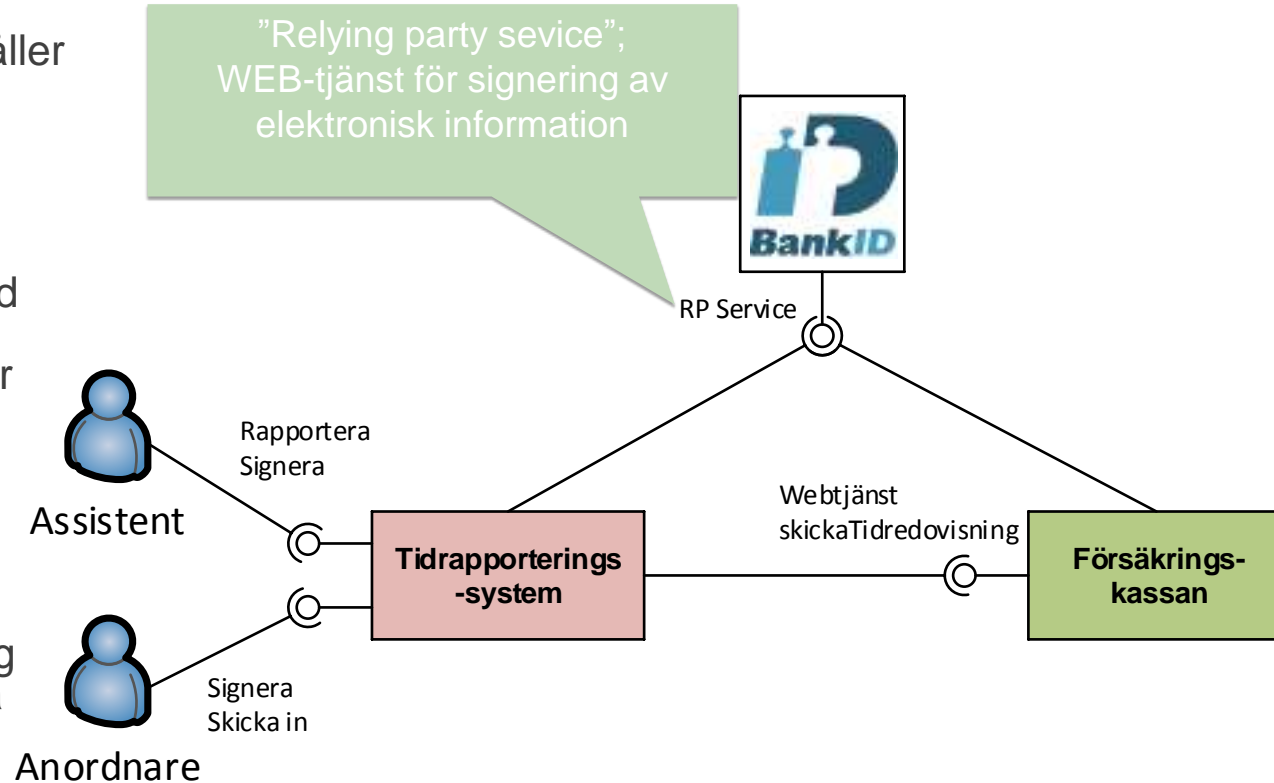 äller
”Relying party sevice”;
WEB-tjänst för signering av
elektronisk information
BankID
d
RP Service
r
Rapportera
Signera
Assistent
Webtjänst
skickaTidredovisning
Tidrapporterings
-system
Försäkrings-
kassan
g
Signera
Skicka in
Anordnare